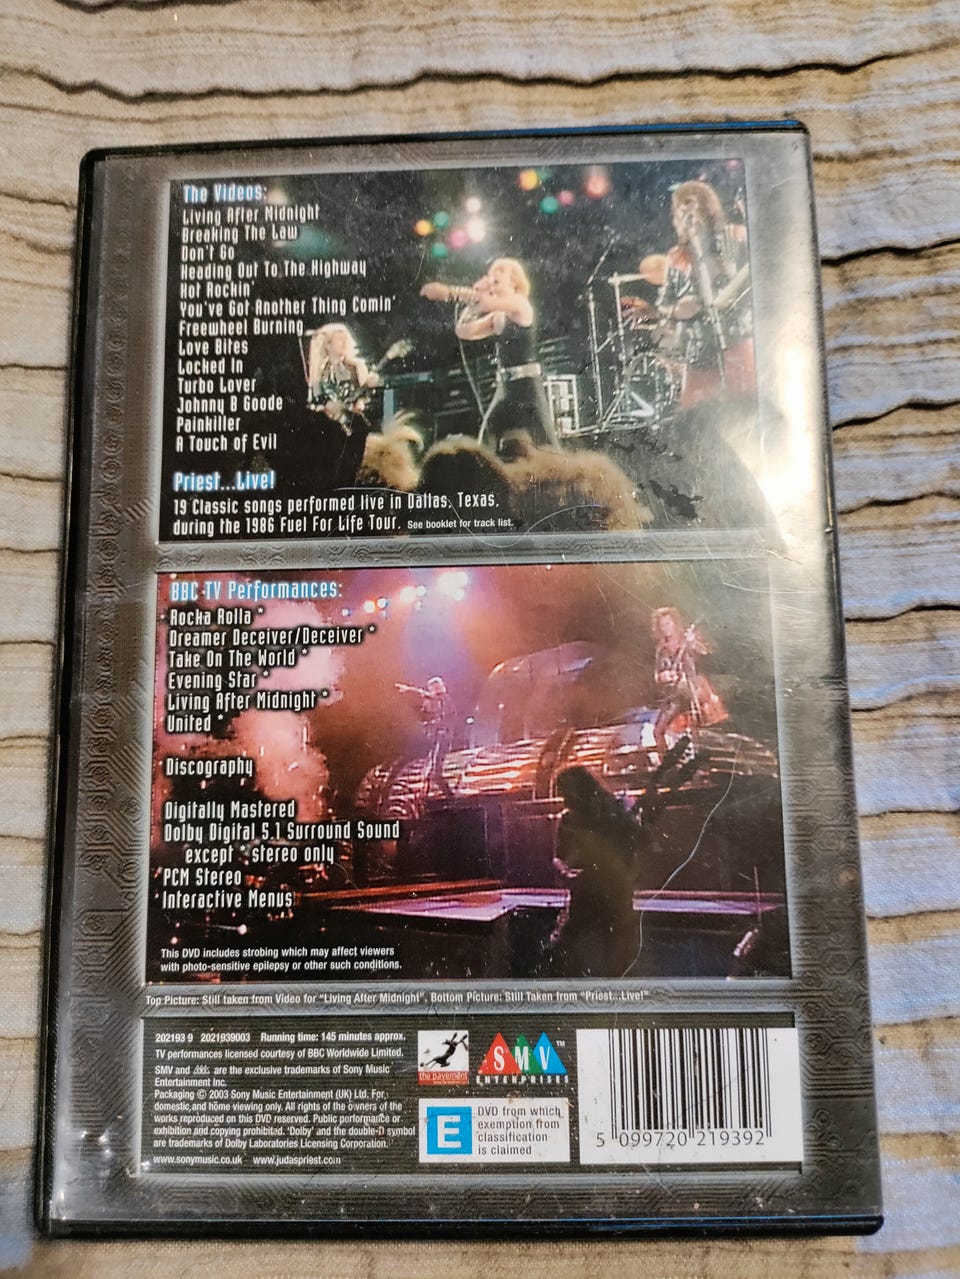 The Videos:
Living After Midnight
Breaking The Law
Don't Go
Heading Out To The Highway
Hot Rockin'
You've Got Another Thing Comin'
Freewheel Burning
Love Bites
Locked In
Turbo Lover
Johnny B Goode
Painkiller
A Touch of Evil
Priest...Live!
19 Classic songs performed live in Dallas, Texas,
during the 1986 Fuel For Life Tour. See booklet for track list.
BBC TV Performances:
Rocka Rolla *
Dreamer Deceiver/Deceiver *
Take On The World *
Evening Star *
Living After Midnight *
United *
Discography
Digitally Mastered
Dolby Digital 5.1 Surround Sound
except * stereo only
PCM Stereo
Interactive Menus
This DVD includes strobing which may affect viewers
with photo-sensitive epilepsy or other such conditions.
Top Picture: Still taken from Video for "Living After Midnight". Bottom Picture: Still Taken from "Priest...Live!"
202193 9 2021939003 Running time: 145 minutes approx.
TV performances licensed courtesy of BBC Worldwide Limited.
SMV and are the exclusive trademarks of Sony Music
Entertainment Inc.
Packaging © 2003 Sony Music Entertainment (UK) Ltd. For
domestic and home viewing only. All rights of the owners of the
works reproduced on this DVD reserved. Public performance or
exhibition and copying prohibited. 'Dolby' and the double-D symbol
are trademarks of Dolby Laboratories Licensing Corporation.
www.sonymusic.co.uk www.judaspriest.com
the pavement
SMV™
ENTERPRISES
E
DVD from which
exemption from
classification
is claimed
5 099720 219392